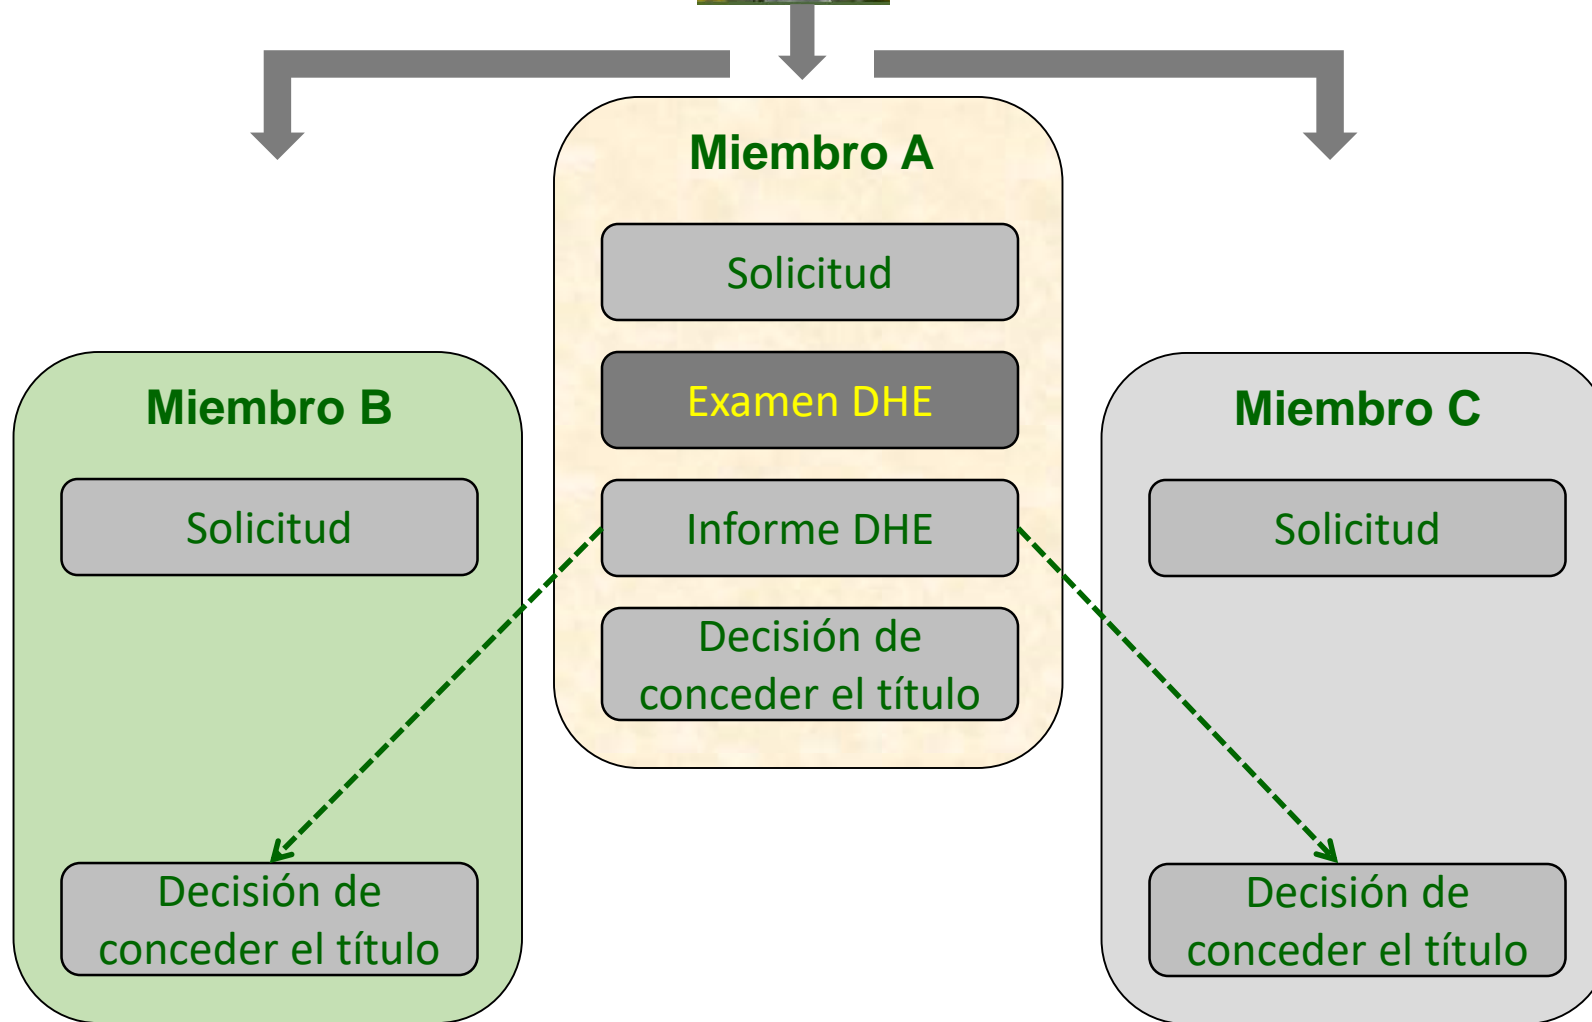 Miembro A
Solicitud
Examen DHE
Informe DHE
Decisión de
conceder el título
Miembro B
Solicitud
Decisión de
conceder el título
Miembro C
Solicitud
Decisión de
conceder el título